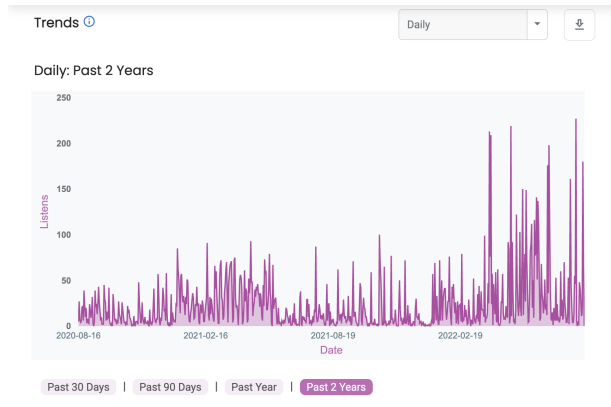 Trends
Daily
Daily: Past 2 Years
250
200
150
100
50
0
Listens
2020-08-16 2021-02-16 2021-08-19 2022-02-19
Date
Past 30 Days | Past 90 Days | Past Year | Past 2 Years